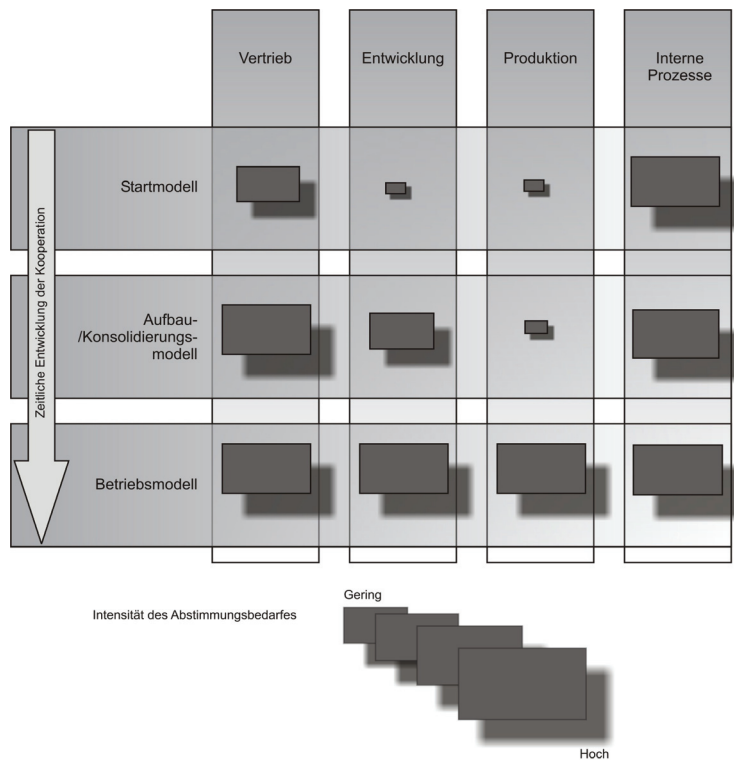 Vertrieb
Entwicklung
Produktion
Interne
Prozesse
Zeitliche Entwicklung der Kooperation
Startmodell
Aufbau-
/Konsolidierungs-
modell
Betriebsmodell
Gering
Intensität des Abstimmungsbedarfes
Hoch